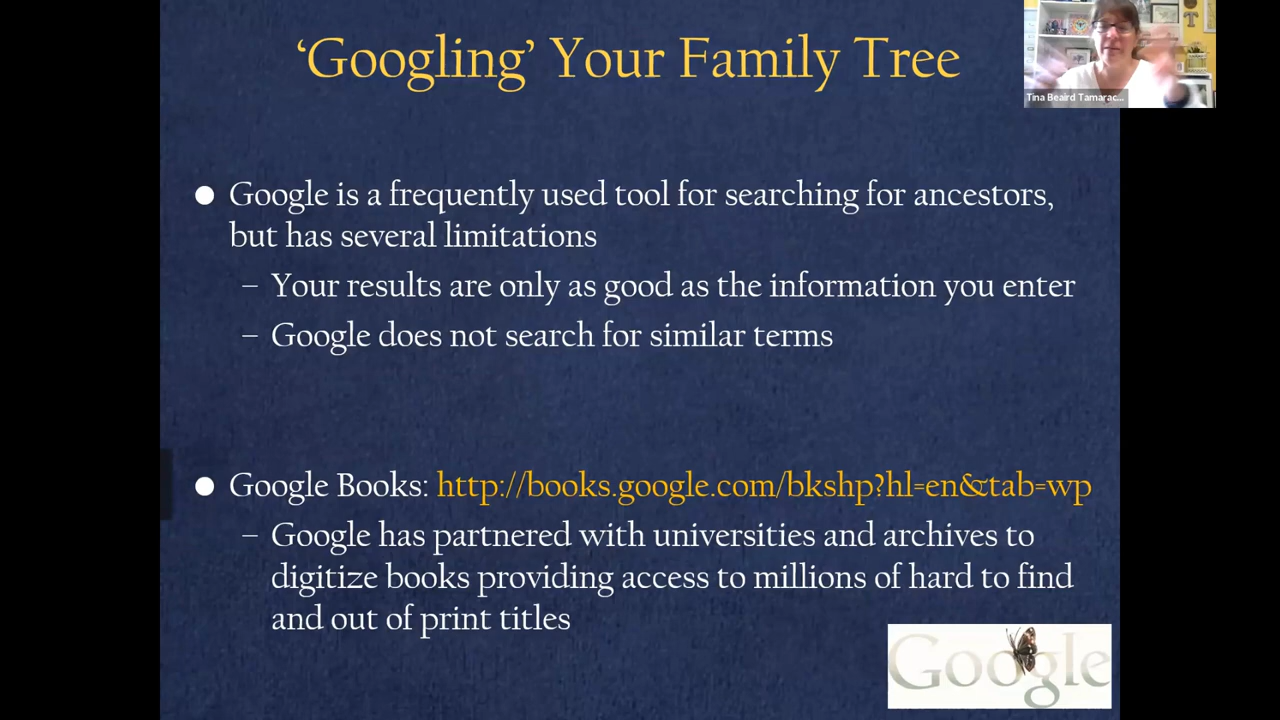 ‘Googling’ Your Family Tree
Tina Beaird Tamarac...
● Google is a frequently used tool for searching for ancestors,
but has several limitations
– Your results are only as good as the information you enter
– Google does not search for similar terms
● Google Books: http://books.google.com/bkshp?hl=en&tab=wp
– Google has partnered with universities and archives to
digitize books providing access to millions of hard to find
and out of print titles
Google